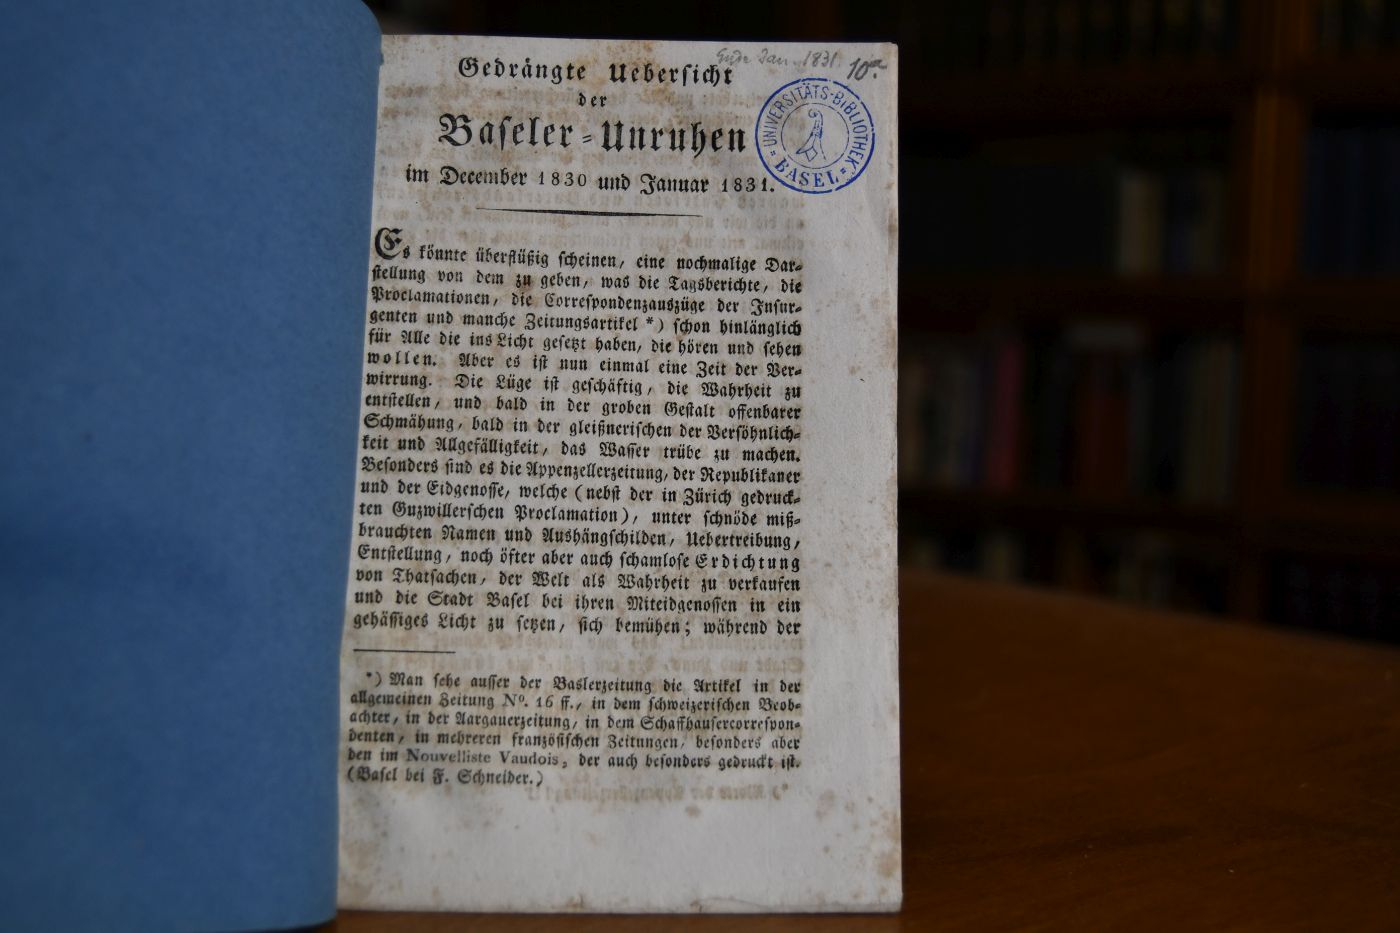 Ende Jan. 1831.
10.
Gedrängte Uebersicht
der
Baseler-Unruhen
im December 1830 und Januar 1831.
UNIVERSITÄTS-BIBLIOTHEK
BASEL
Es könnte überflüßig scheinen, eine nochmalige Dar-
stellung von dem zu geben, was die Tagsberichte, die
Proclamationen, die Correspondenzauszüge der Insur-
genten und manche Zeitungsartikel *) schon hinlänglich
für Alle die ins Licht gesetzt haben, die hören und sehen
wollen. Aber es ist nun einmal eine Zeit der Ver-
wirrung. Die Lüge ist geschäftig, die Wahrheit zu
entstellen, und bald in der groben Gestalt offenbarer
Schmähung, bald in der gleißnerischen der Versöhnlich-
keit und Allgefälligkeit, das Wasser trübe zu machen.
Besonders sind es die Appenzellerzeitung, der Republikaner
und der Eidgenosse, welche (nebst der in Zürich gedruck-
ten Guzwillerschen Proclamation), unter schnöde miß-
brauchten Namen und Aushängschilden, Uebertreibung,
Entstellung, noch öfter aber auch schamlose Erdichtung
von Thatsachen, der Welt als Wahrheit zu verkaufen
und die Stadt Basel bei ihren Miteidgenossen in ein
gehässiges Licht zu setzen, sich bemühen; während der
*) Man sehe ausser der Baslerzeitung die Artikel in der
allgemeinen Zeitung No. 16 ff., in dem schweizerischen Beob-
achter, in der Aargauerzeitung, in dem Schaffhausercorrespon-
denten, in mehreren französischen Zeitungen, besonders aber
den im Nouvelliste Vaudois, der auch besonders gedruckt ist.
(Basel bei F. Schneider.)